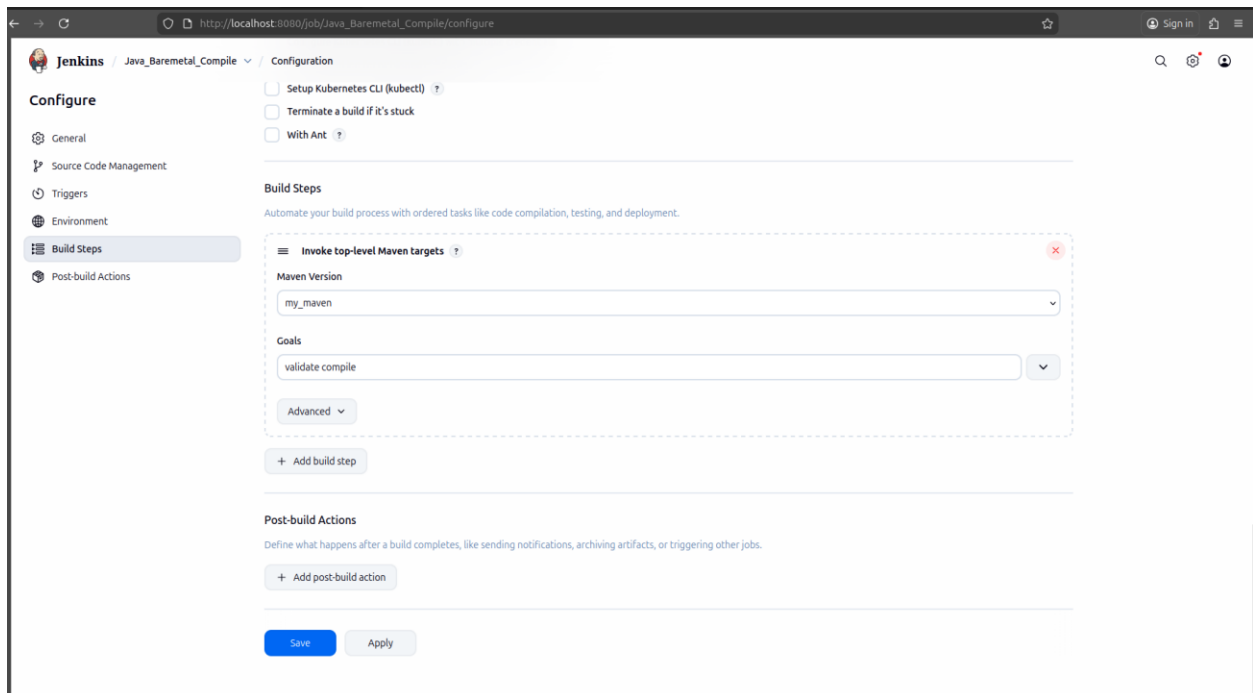 http://localhost:8080/job/Java_Baremetal_Compile/configure
Sign in
Jenkins / Java_Baremetal_Compile / Configuration
Configure
General
Source Code Management
Triggers
Environment
Build Steps
Post-build Actions
Setup Kubernetes CLI (kubectl) ?
Terminate a build if it's stuck
With Ant ?
Build Steps
Automate your build process with ordered tasks like code compilation, testing, and deployment.
Invoke top-level Maven targets ?
Maven Version
my_maven
Goals
validate compile
Advanced
+ Add build step
Post-build Actions
Define what happens after a build completes, like sending notifications, archiving artifacts, or triggering other jobs.
+ Add post-build action
Save Apply